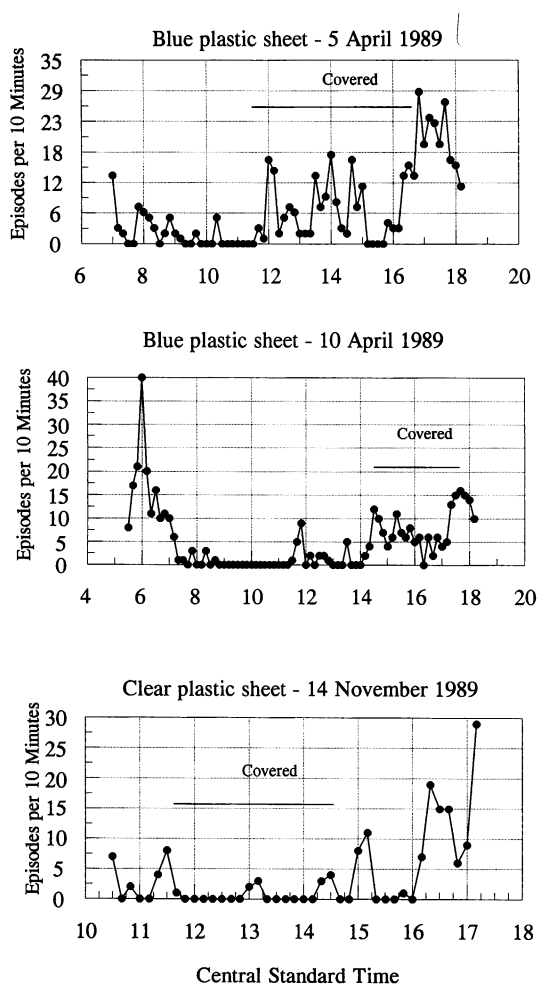 Blue plastic sheet - 5 April 1989
Episodes per 10 Minutes
35
29
23
18
12
6
0
Covered
6 8 10 12 14 16 18 20
Blue plastic sheet - 10 April 1989
Episodes per 10 Minutes
40
35
30
25
20
15
10
5
0
Covered
4 6 8 10 12 14 16 18 20
Clear plastic sheet - 14 November 1989
Episodes per 10 Minutes
30
25
20
15
10
5
0
Covered
10 11 12 13 14 15 16 17 18
Central Standard Time